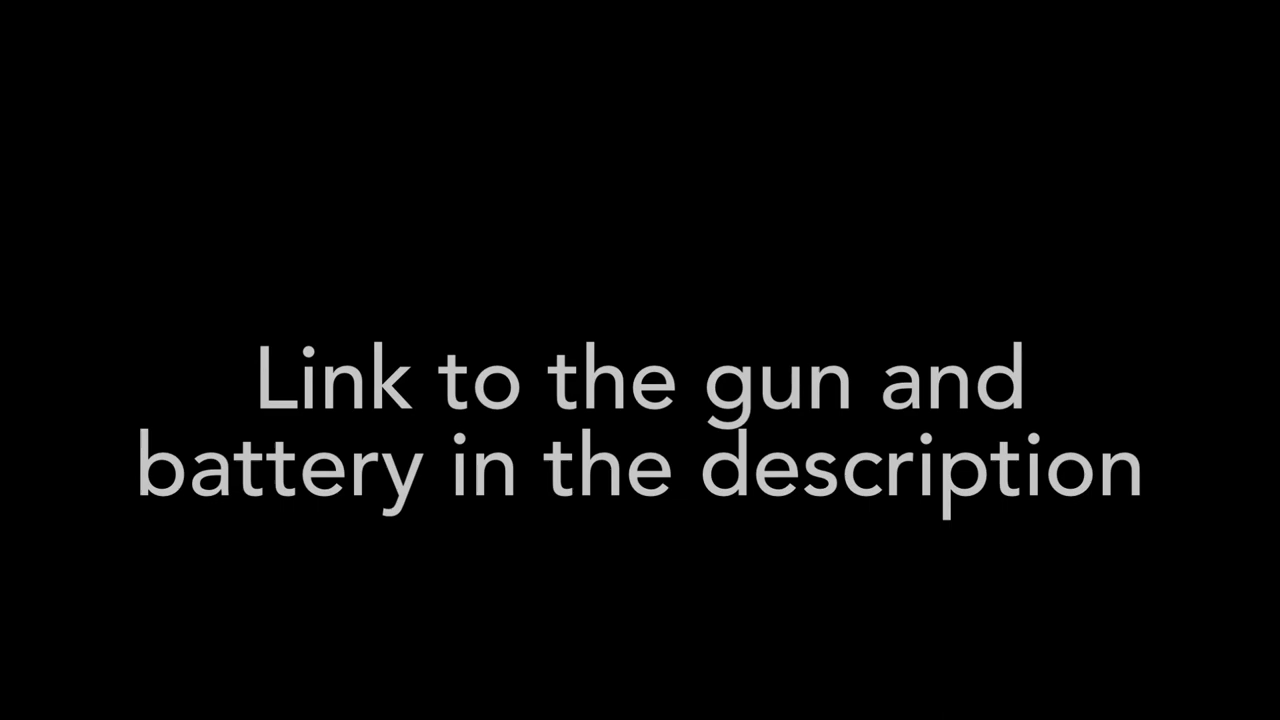 Link to the gun and
battery in the description